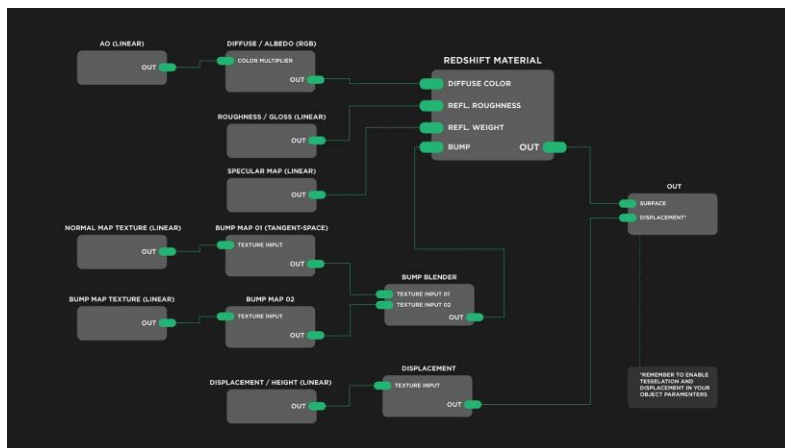 AO (LINEAR)
OUT
DIFFUSE / ALBEDO (RGB)
COLOR MULTIPLIER
OUT
REDSHIFT MATERIAL
DIFFUSE COLOR
REFL. ROUGHNESS
REFL. WEIGHT
BUMP
OUT
ROUGHNESS / GLOSS (LINEAR)
OUT
SPECULAR MAP (LINEAR)
OUT
OUT
SURFACE
DISPLACEMENT*
NORMAL MAP TEXTURE (LINEAR)
OUT
BUMP MAP 01 (TANGENT-SPACE)
TEXTURE INPUT
OUT
BUMP BLENDER
TEXTURE INPUT 01
TEXTURE INPUT 02
OUT
BUMP MAP TEXTURE (LINEAR)
OUT
BUMP MAP 02
TEXTURE INPUT
OUT
DISPLACEMENT / HEIGHT (LINEAR)
OUT
DISPLACEMENT
TEXTURE INPUT
OUT
*REMEMBER TO ENABLE
TESSELATION AND
DISPLACEMENT IN YOUR
OBJECT PARAMENTERS